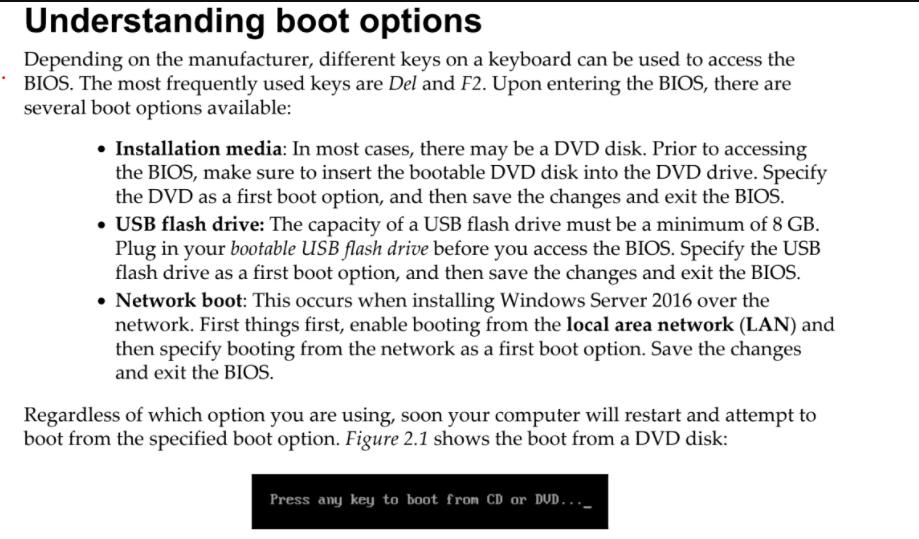 Understanding boot options
Depending on the manufacturer, different keys on a keyboard can be used to access the
BIOS. The most frequently used keys are Del and F2. Upon entering the BIOS, there are
several boot options available:
• Installation media: In most cases, there may be a DVD disk. Prior to accessing
the BIOS, make sure to insert the bootable DVD disk into the DVD drive. Specify
the DVD as a first boot option, and then save the changes and exit the BIOS.
• USB flash drive: The capacity of a USB flash drive must be a minimum of 8 GB.
Plug in your bootable USB flash drive before you access the BIOS. Specify the USB
flash drive as a first boot option, and then save the changes and exit the BIOS.
• Network boot: This occurs when installing Windows Server 2016 over the
network. First things first, enable booting from the local area network (LAN) and
then specify booting from the network as a first boot option. Save the changes
and exit the BIOS.
Regardless of which option you are using, soon your computer will restart and attempt to
boot from the specified boot option. Figure 2.1 shows the boot from a DVD disk:
Press any key to boot from CD or DVD..._